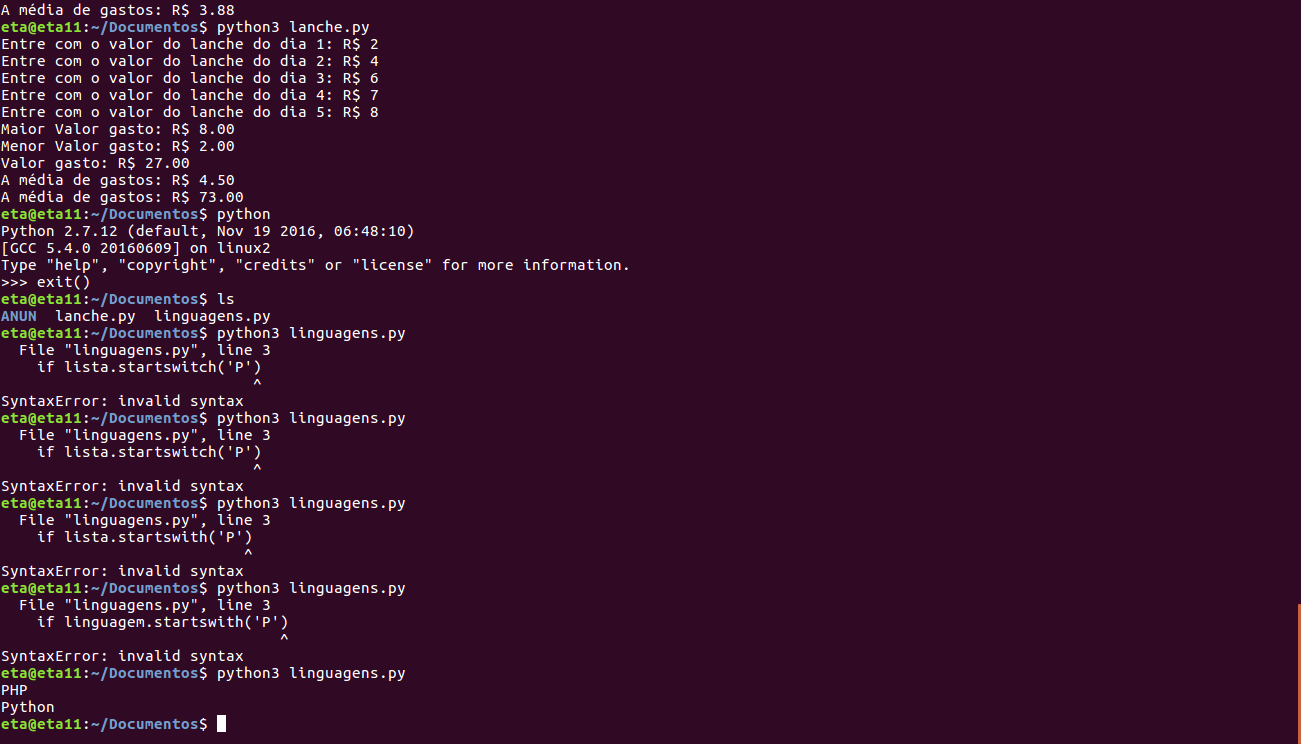 A média de gastos: R$ 3.88
eta@eta11:~/Documentos$ python3 lanche.py
Entre com o valor do lanche do dia 1: R$ 2
Entre com o valor do lanche do dia 2: R$ 4
Entre com o valor do lanche do dia 3: R$ 6
Entre com o valor do lanche do dia 4: R$ 7
Entre com o valor do lanche do dia 5: R$ 8
Maior Valor gasto: R$ 8.00
Menor Valor gasto: R$ 2.00
Valor gasto: R$ 27.00
A média de gastos: R$ 4.50
A média de gastos: R$ 73.00
eta@eta11:~/Documentos$ python
Python 2.7.12 (default, Nov 19 2016, 06:48:10)
[GCC 5.4.0 20160609] on linux2
Type "help", "copyright", "credits" or "license" for more information.
>>> exit()
eta@eta11:~/Documentos$ ls
ANUN  lanche.py  linguagens.py
eta@eta11:~/Documentos$ python3 linguagens.py
  File "linguagens.py", line 3
    if lista.startswitch('P')
                            ^
SyntaxError: invalid syntax
eta@eta11:~/Documentos$ python3 linguagens.py
  File "linguagens.py", line 3
    if lista.startswitch('P')
                            ^
SyntaxError: invalid syntax
eta@eta11:~/Documentos$ python3 linguagens.py
  File "linguagens.py", line 3
    if lista.startswith('P')
                           ^
SyntaxError: invalid syntax
eta@eta11:~/Documentos$ python3 linguagens.py
  File "linguagens.py", line 3
    if linguagem.startswith('P')
                               ^
SyntaxError: invalid syntax
eta@eta11:~/Documentos$ python3 linguagens.py
PHP
Python
eta@eta11:~/Documentos$